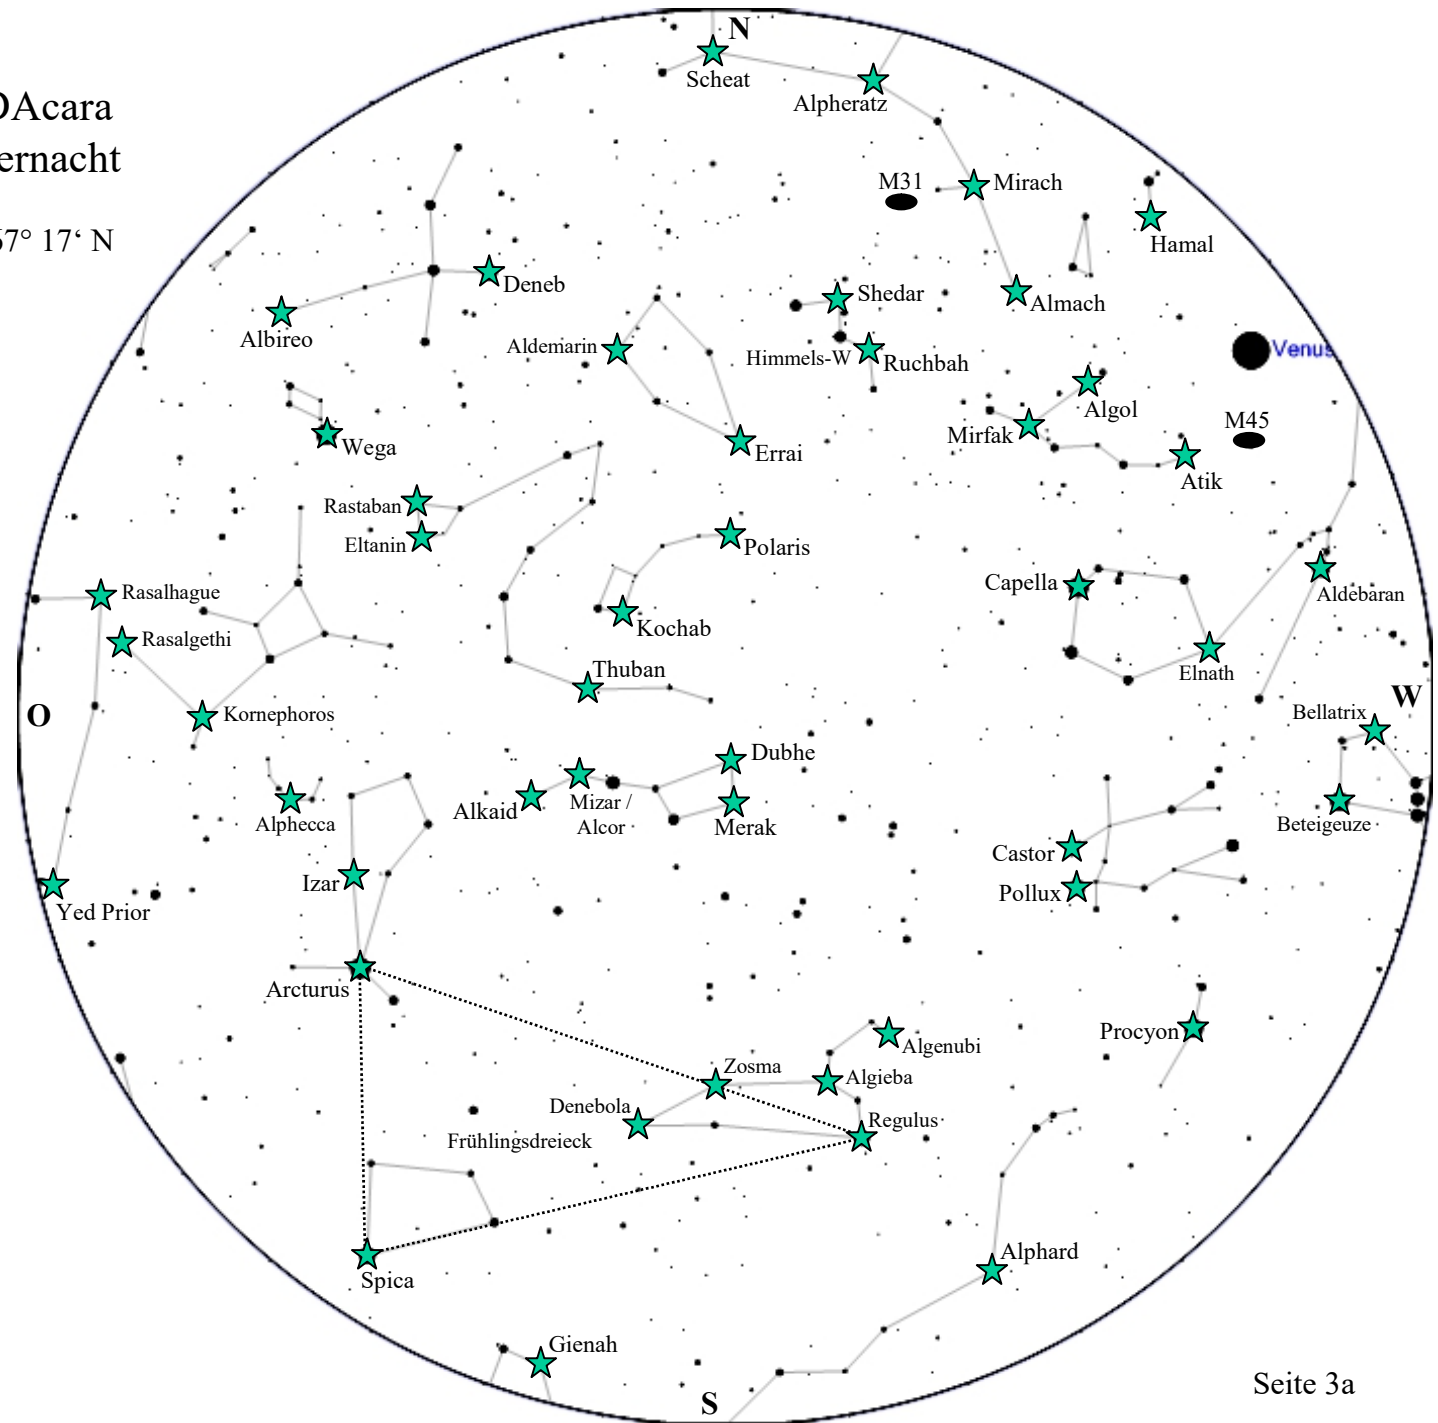 N
Scheat
DAcara
Alpheratz
ernacht
M31
Mirach
57° 17‘ N
Hamal
Deneb
Shedar
Almach
Albireo
Aldemarin
Himmels-W
Ruchbah
Venus
Algol
M45
Mirfak
Wega
Errai
Atik
Rastaban
Eltanin
Polaris
Capella
Rasalhague
Aldebaran
Rasalgethi
Kochab
Thuban
Elnath
W
O
Kornephoros
Bellatrix
Dubhe
Alkaid
Mizar /
Alcor
Merak
Alphecca
Beteigeuze
Castor
Izar
Pollux
Yed Prior
Arcturus
Procyon
Algenubi
Zosma
Algieba
Denebola
Regulus
Frühlingsdreieck
Alphard
Spica
Gienah
Seite 3a
S